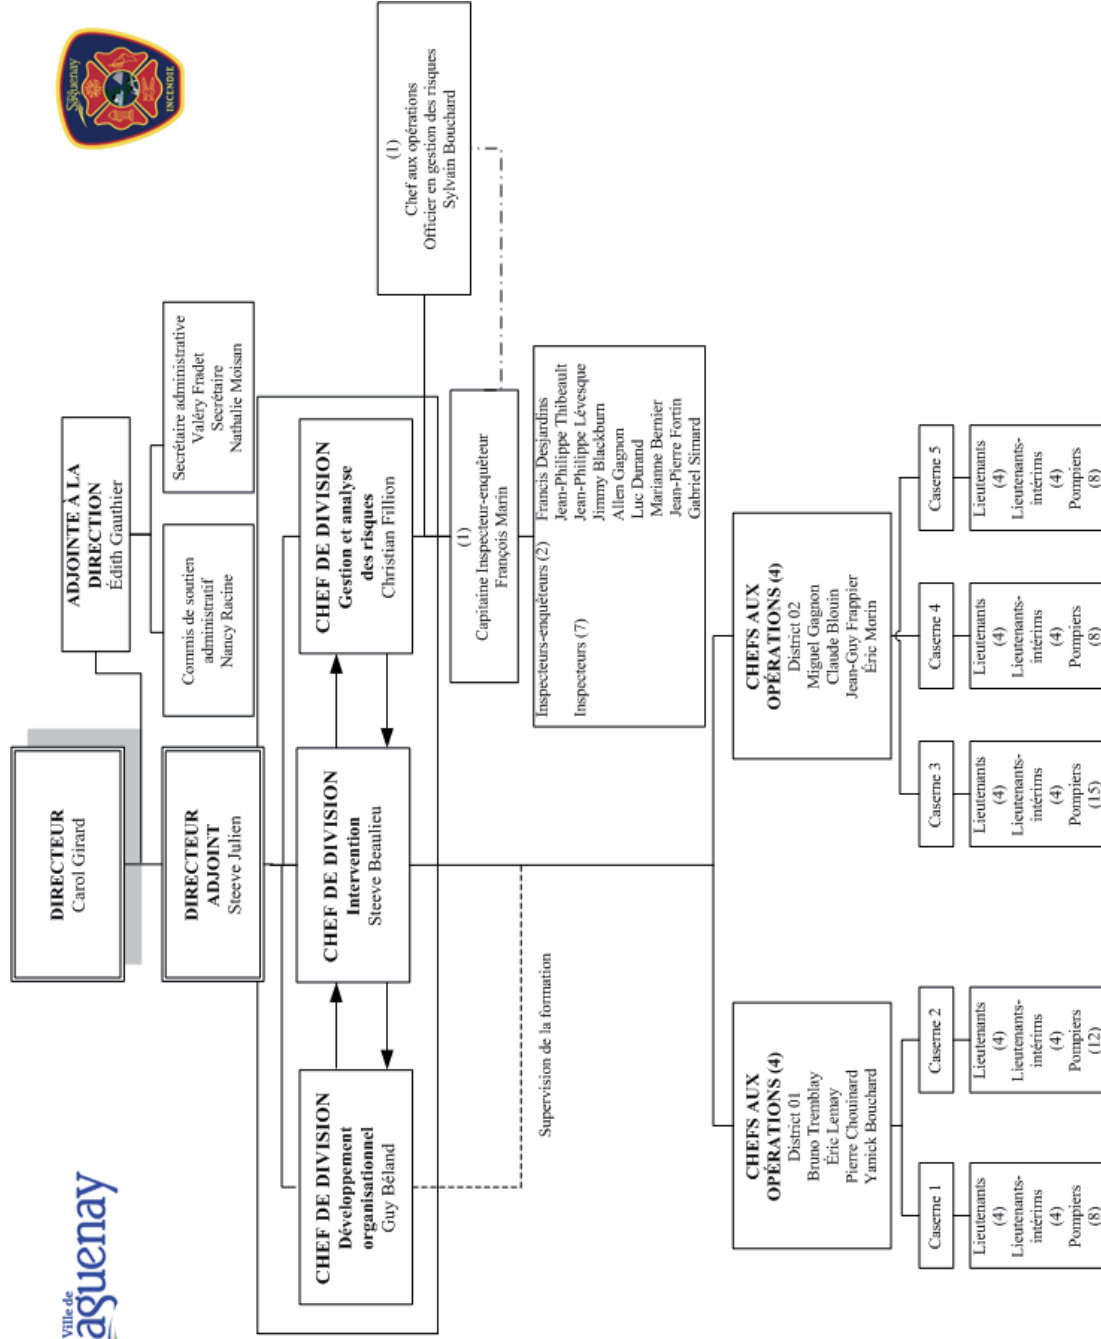 Ville de
aguenay
Saguenay
INCENDIE
DIRECTEUR
Carol Girard
ADJOINTE À LA
DIRECTION
Édith Gauthier
DIRECTEUR
ADJOINT
Steeve Julien
Commis de soutien
administratif
Nancy Racine
Secrétaire administrative
Valéry Fradet
Secrétaire
Nathalie Moisan
CHEF DE DIVISION
Développement
organisationnel
Guy Béland
CHEF DE DIVISION
Intervention
Steeve Beaulieu
CHEF DE DIVISION
Gestion et analyse
des risques
Christian Fillion
(1)
Chef aux opérations
Officier en gestion des risques
Sylvain Bouchard
(1)
Capitaine Inspecteur-enquêteur
François Marin
Supervision de la formation
Inspecteurs-enquêteurs (2) Francis Desjardins
Jean-Philippe Thibeault
Inspecteurs (7) Jean-Philippe Lévesque
Jimmy Blackburn
Allen Gagnon
Luc Durand
Marianne Bernier
Jean-Pierre Fortin
Gabriel Simard
CHEFS AUX
OPÉRATIONS (4)
District 01
Bruno Tremblay
Éric Lemay
Pierre Chouinard
Yanick Bouchard
CHEFS AUX
OPÉRATIONS (4)
District 02
Miguel Gagnon
Claude Blouin
Jean-Guy Frappier
Éric Morin
Caserne 1
Lieutenants
(4)
Lieutenants-
intérims
(4)
Pompiers
(8)
Caserne 2
Lieutenants
(4)
Lieutenants-
intérims
(4)
Pompiers
(12)
Caserne 3
Lieutenants
(4)
Lieutenants-
intérims
(4)
Pompiers
(15)
Caserne 4
Lieutenants
(4)
Lieutenants-
intérims
(4)
Pompiers
(8)
Caserne 5
Lieutenants
(4)
Lieutenants-
intérims
(4)
Pompiers
(8)